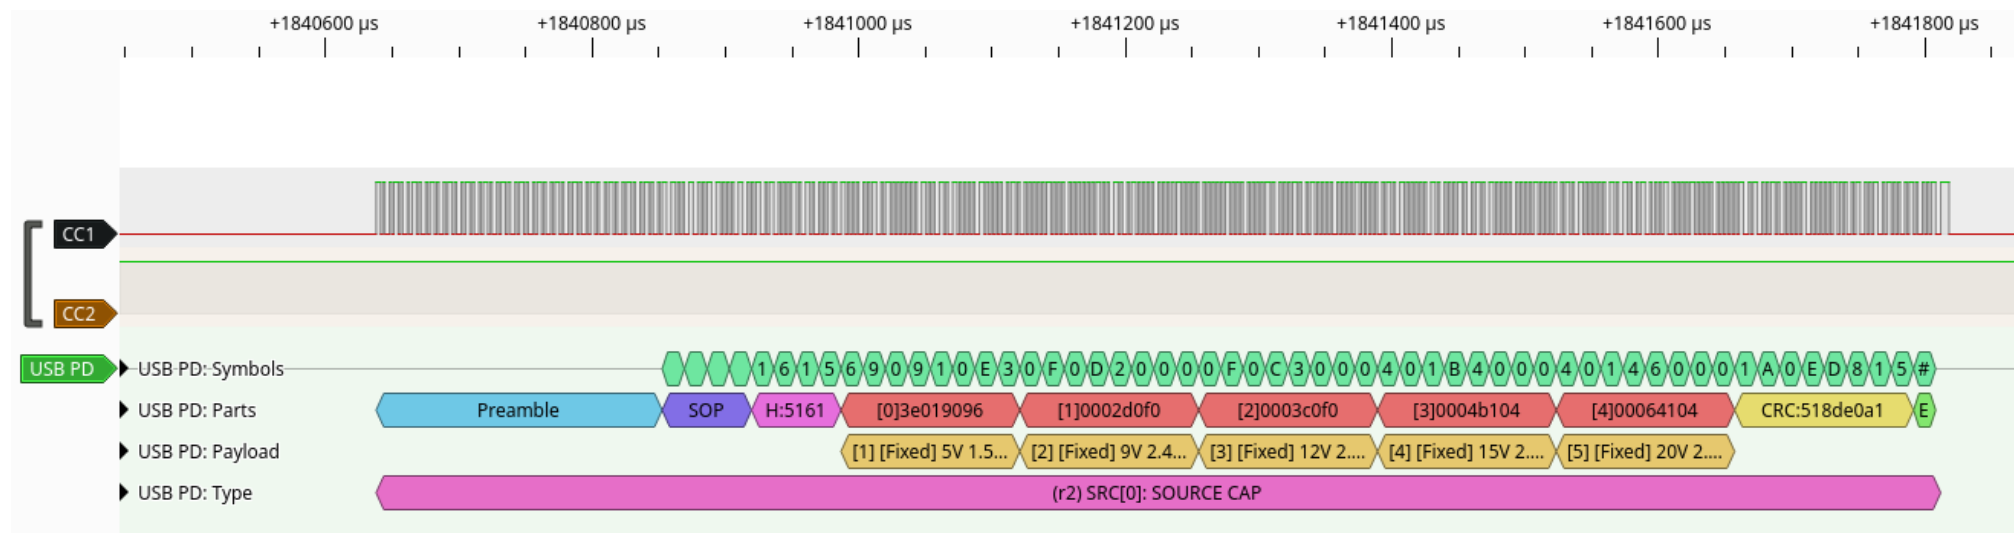 +1840600 µs +1840800 µs +1841000 µs +1841200 µs +1841400 µs +1841600 µs +1841800 µs
CC1
CC2
USB PD USB PD: Symbols 1 6 1 5 6 9 0 9 1 0 E 3 0 F 0 D 2 0 0 0 0 F 0 C 3 0 0 0 4 0 1 B 4 0 0 0 4 0 1 4 6 0 0 0 1 A 0 E D 8 1 5 #
USB PD: Parts Preamble SOP H:5161 [0]3e019096 [1]0002d0f0 [2]0003c0f0 [3]0004b104 [4]00064104 CRC:518de0a1 E
USB PD: Payload [1] [Fixed] 5V 1.5... [2] [Fixed] 9V 2.4... [3] [Fixed] 12V 2.... [4] [Fixed] 15V 2.... [5] [Fixed] 20V 2....
USB PD: Type (r2) SRC[0]: SOURCE CAP